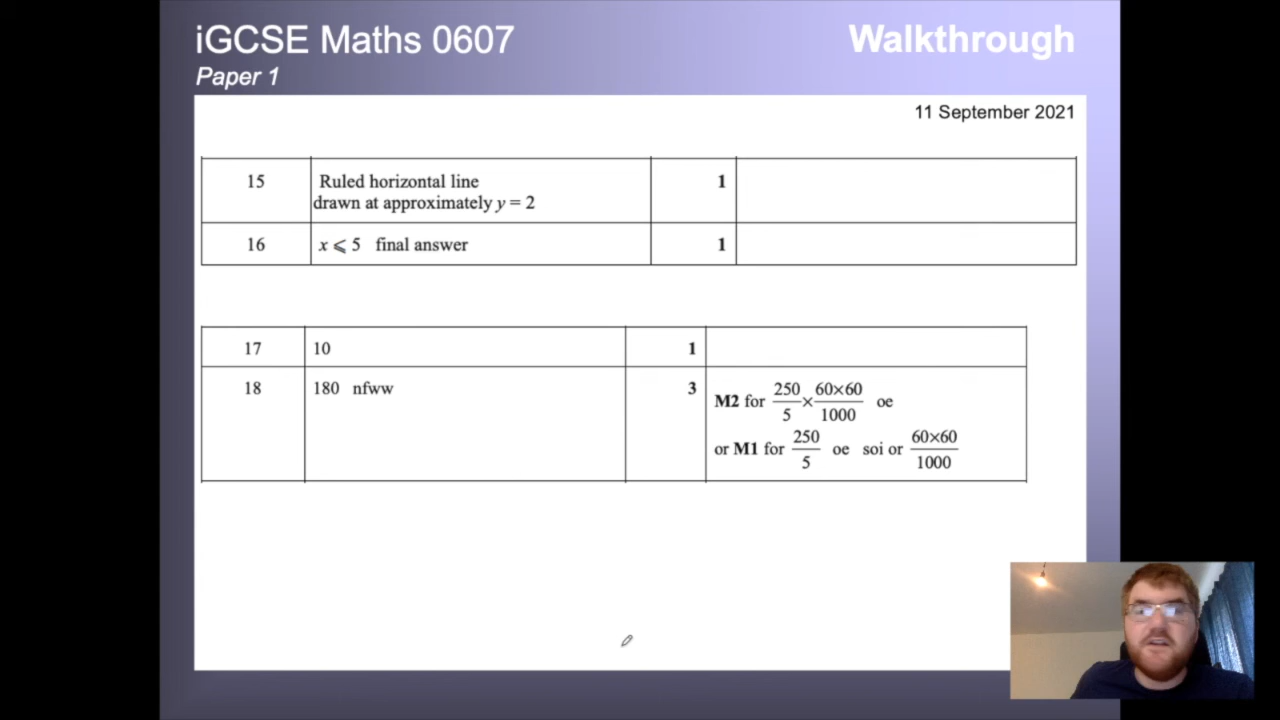 iGCSE Maths 0607
Walkthrough
Paper 1
11 September 2021
15 Ruled horizontal line drawn at approximately y = 2 1
16 x ⩽ 5 final answer 1
17 10 1
18 180 nfww 3 M2 for 250/5 × 60×60/1000 oe
or M1 for 250/5 oe soi or 60×60/1000